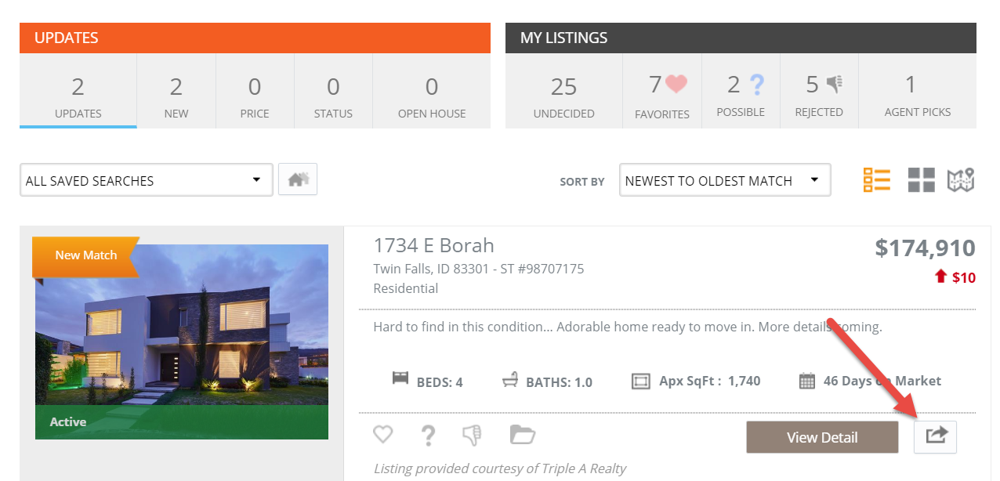 UPDATES
2 2 0 0 0
UPDATES NEW PRICE STATUS OPEN HOUSE
MY LISTINGS
25 7 2 ? 5 1
UNDECIDED FAVORITES POSSIBLE REJECTED AGENT PICKS
ALL SAVED SEARCHES
SORT BY NEWEST TO OLDEST MATCH
New Match
Active
1734 E Borah
$174,910
Twin Falls, ID 83301 - ST #98707175
$10
Residential
Hard to find in this condition... Adorable home ready to move in. More details coming.
BEDS: 4 BATHS: 1.0 Apx SqFt : 1,740 46 Days on Market
? View Detail
Listing provided courtesy of Triple A Realty